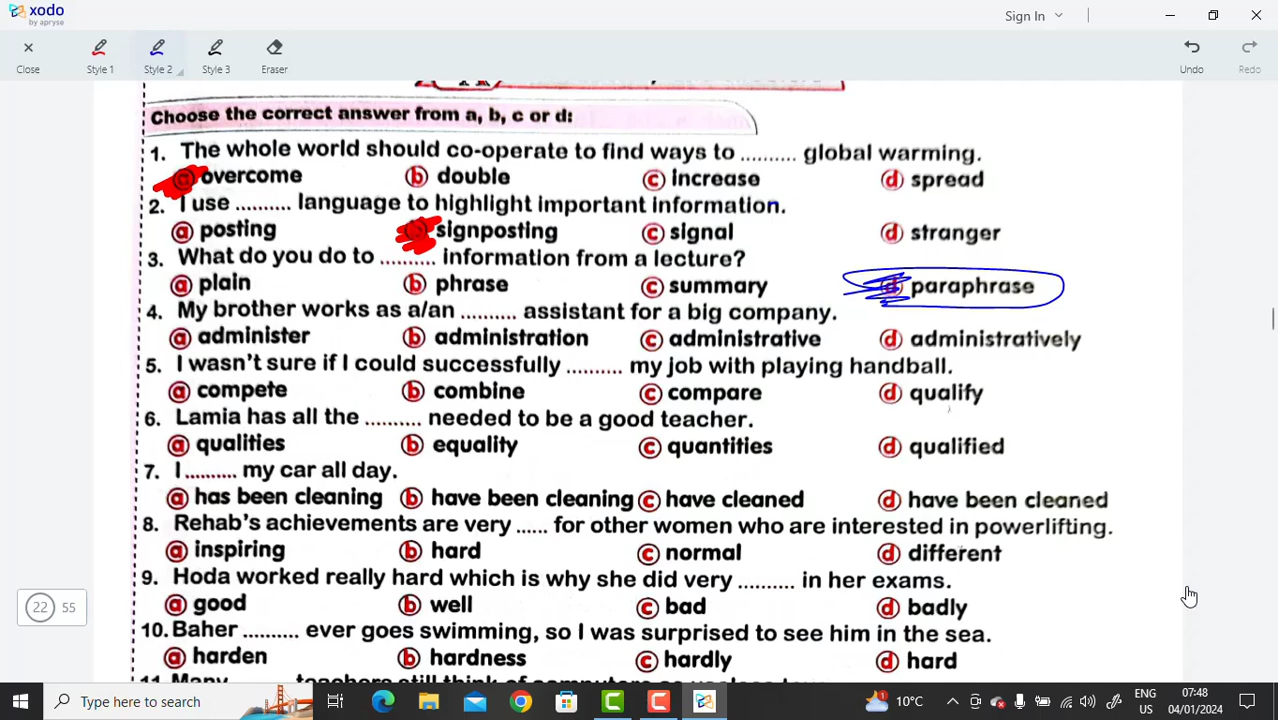 xodo
by apryse
Sign In
Close
Style 1
Style 2
Style 3
Eraser
Undo
Redo
Choose the correct answer from a, b, c or d:
1. The whole world should co-operate to find ways to .......... global warming.
a overcome b double c increase d spread
2. I use .......... language to highlight important information.
a posting b signposting c signal d stranger
3. What do you do to .......... information from a lecture?
a plain b phrase c summary d paraphrase
4. My brother works as a/an .......... assistant for a big company.
a administer b administration c administrative d administratively
5. I wasn't sure if I could successfully .......... my job with playing handball.
a compete b combine c compare d qualify
6. Lamia has all the .......... needed to be a good teacher.
a qualities b equality c quantities d qualified
7. I .......... my car all day.
a has been cleaning b have been cleaning c have cleaned d have been cleaned
8. Rehab's achievements are very ...... for other women who are interested in powerlifting.
a inspiring b hard c normal d different
9. Hoda worked really hard which is why she did very .......... in her exams.
a good b well c bad d badly
10. Baher .......... ever goes swimming, so I was surprised to see him in the sea.
a harden b hardness c hardly d hard
22 55
Type here to search
1
10°C
ENG
US
07:48
04/01/2024